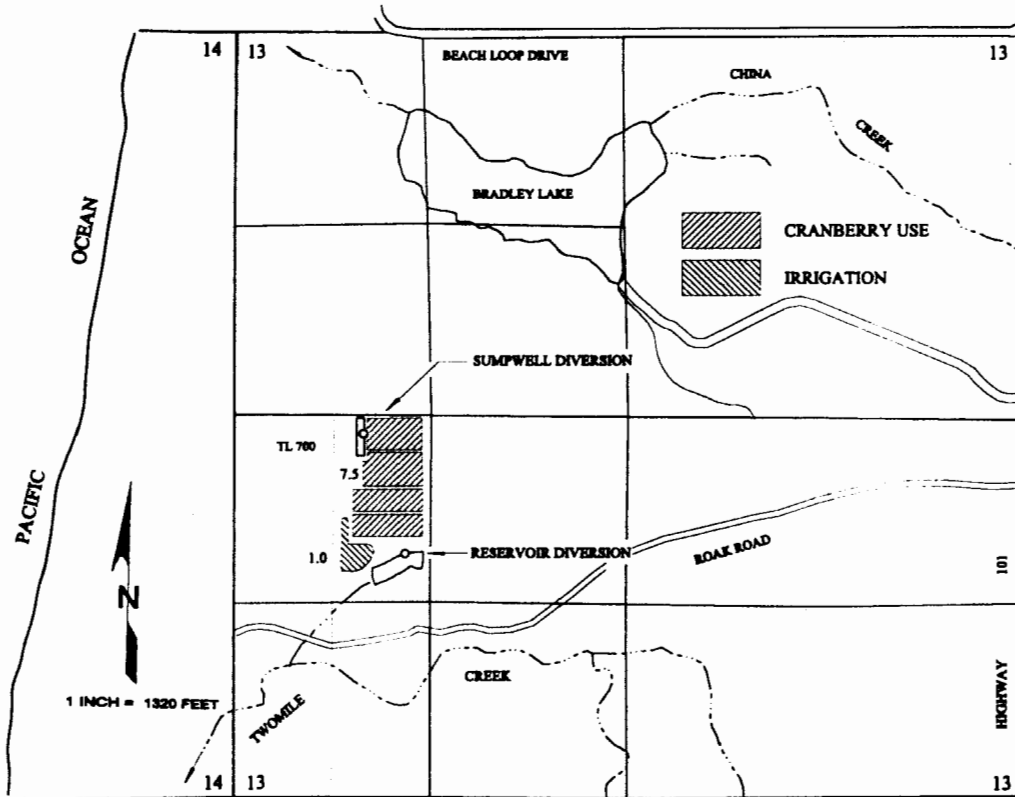 14
13
BEACH LOOP DRIVE
13
CHINA
CREEK
BRADLEY LAKE
OCEAN
CRANBERRY USE
IRRIGATION
SUMPWELL DIVERSION
TL 700
7.5
PACIFIC
1.0
RESERVOIR DIVERSION
ROAK ROAD
101
N
CREEK
1 INCH = 1320 FEET
TWOMILE
HIGHWAY
14
13
13